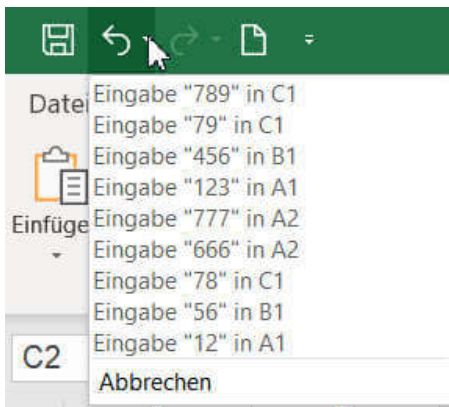 Datei
Einfüge
C2
Eingabe "789" in C1
Eingabe "79" in C1
Eingabe "456" in B1
Eingabe "123" in A1
Eingabe "777" in A2
Eingabe "666" in A2
Eingabe "78" in C1
Eingabe "56" in B1
Eingabe "12" in A1
Abbrechen